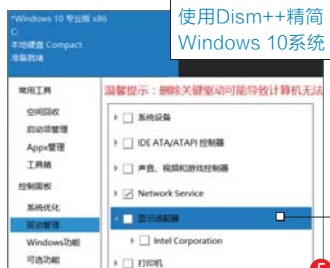 "Windows 10 专业版 x86
C:
本地硬盘 Compact
准备就绪
使用Dism++精简
Windows 10系统
常用工具
空间回收
启动项管理
Appx管理
工具箱
控制面板
系统优化
驱动管理
Windows功能
可选功能
温馨提示：删除关键驱动可能导致计算机无法
系统设备
IDE ATA/ATAPI 控制器
声音、视频和游戏控制器
Network Service
显示适配器
Intel Corporation
打印机